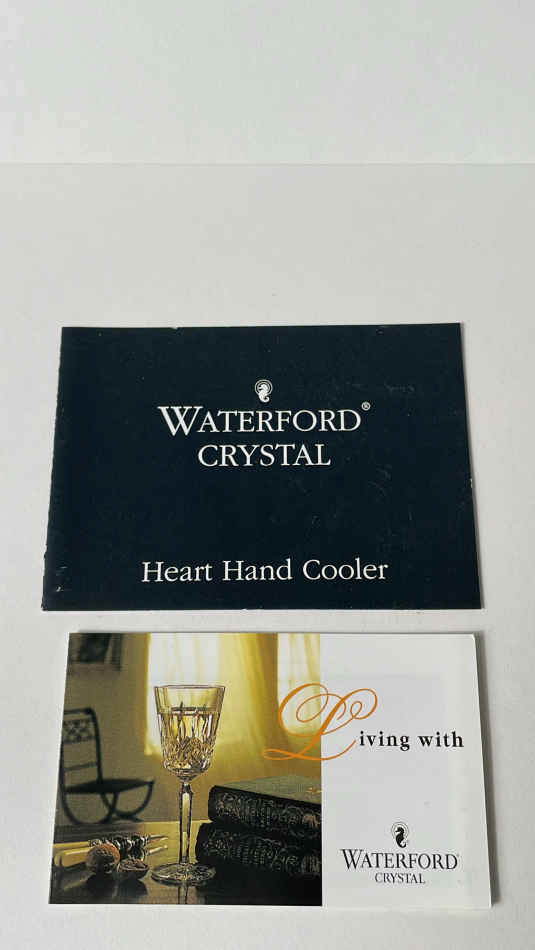 WATERFORD®
CRYSTAL
Heart Hand Cooler
Living with
WATERFORD
CRYSTAL